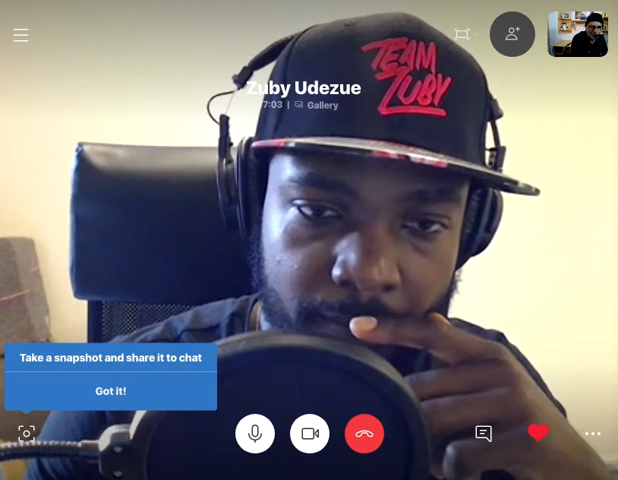 Zuby Udezue
7:03 | Gallery
TEAM
ZUBY
Take a snapshot and share it to chat
Got it!